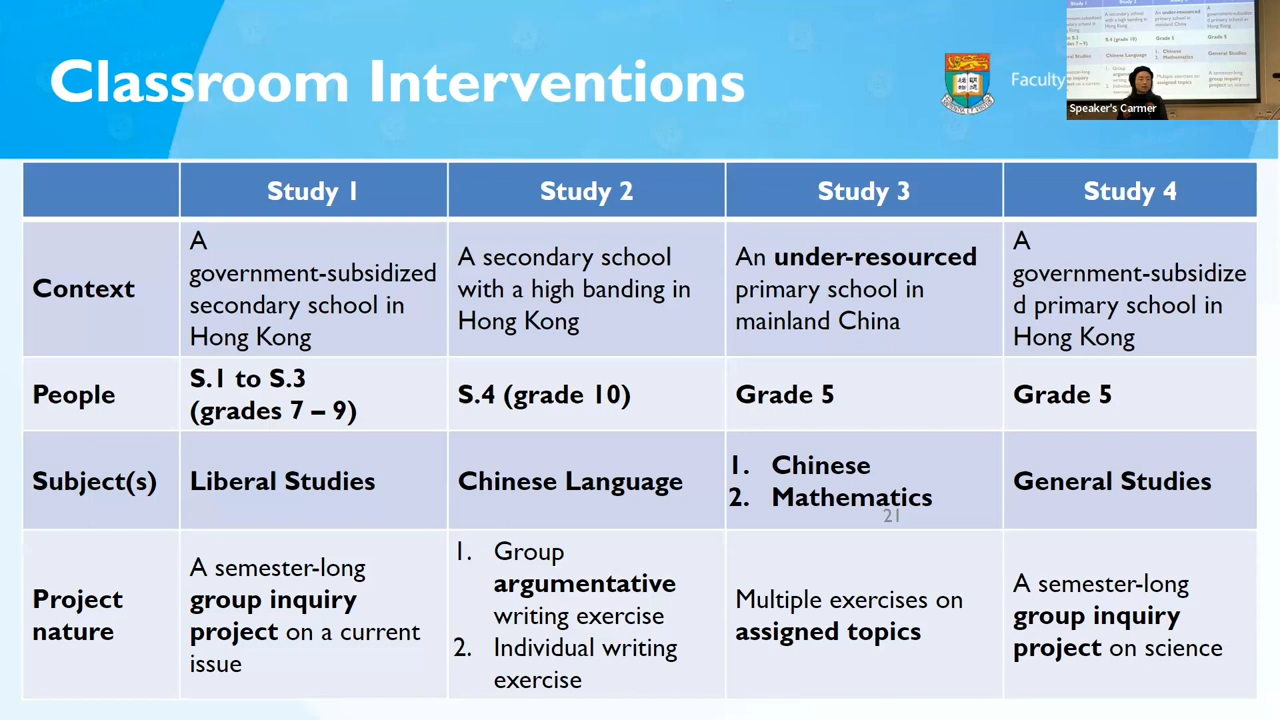 Classroom Interventions
Faculty
Speaker's Carmer
Study 1
Study 2
Study 3
Study 4
Context
A
government-subsidized
secondary school in
Hong Kong
A secondary school
with a high banding in
Hong Kong
An under-resourced
primary school in
mainland China
A
government-subsidize
d primary school in
Hong Kong
People
S.1 to S.3
(grades 7 – 9)
S.4 (grade 10)
Grade 5
Grade 5
Subject(s)
Liberal Studies
Chinese Language
1. Chinese
2. Mathematics
21
General Studies
Project
nature
A semester-long
group inquiry
project on a current
issue
1. Group
argumentative
writing exercise
2. Individual writing
exercise
Multiple exercises on
assigned topics
A semester-long
group inquiry
project on science